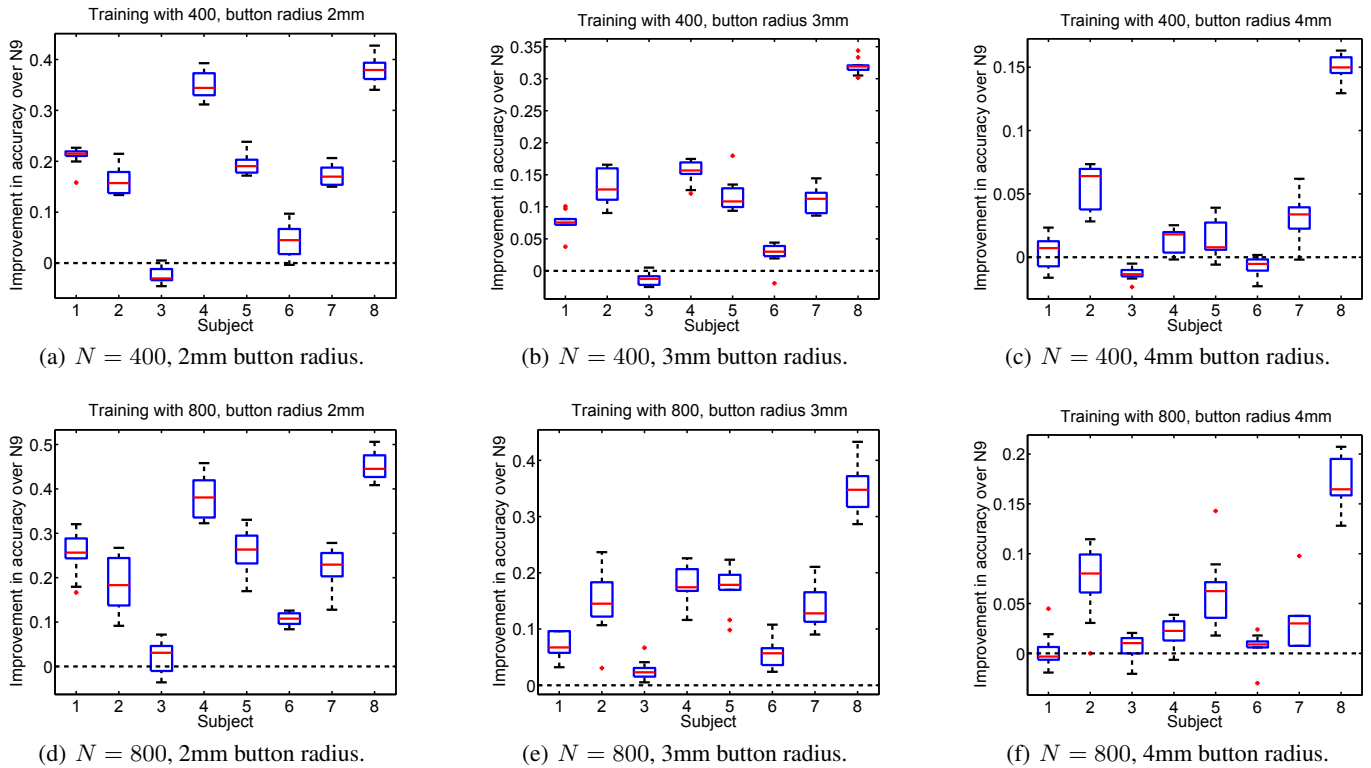 Training with 400, button radius 2mm
Improvement in accuracy over N9
0.4
0.3
0.2
0.1
0
1 2 3 4 5 6 7 8
Subject
(a) N = 400, 2mm button radius.
Training with 400, button radius 3mm
Improvement in accuracy over N9
0.35
0.3
0.25
0.2
0.15
0.1
0.05
0
1 2 3 4 5 6 7 8
Subject
(b) N = 400, 3mm button radius.
Training with 400, button radius 4mm
Improvement in accuracy over N9
0.15
0.1
0.05
0
1 2 3 4 5 6 7 8
Subject
(c) N = 400, 4mm button radius.
Training with 800, button radius 2mm
Improvement in accuracy over N9
0.5
0.4
0.3
0.2
0.1
0
1 2 3 4 5 6 7 8
Subject
(d) N = 800, 2mm button radius.
Training with 800, button radius 3mm
Improvement in accuracy over N9
0.4
0.3
0.2
0.1
0
1 2 3 4 5 6 7 8
Subject
(e) N = 800, 3mm button radius.
Training with 800, button radius 4mm
Improvement in accuracy over N9
0.2
0.15
0.1
0.05
0
1 2 3 4 5 6 7 8
Subject
(f) N = 800, 4mm button radius.